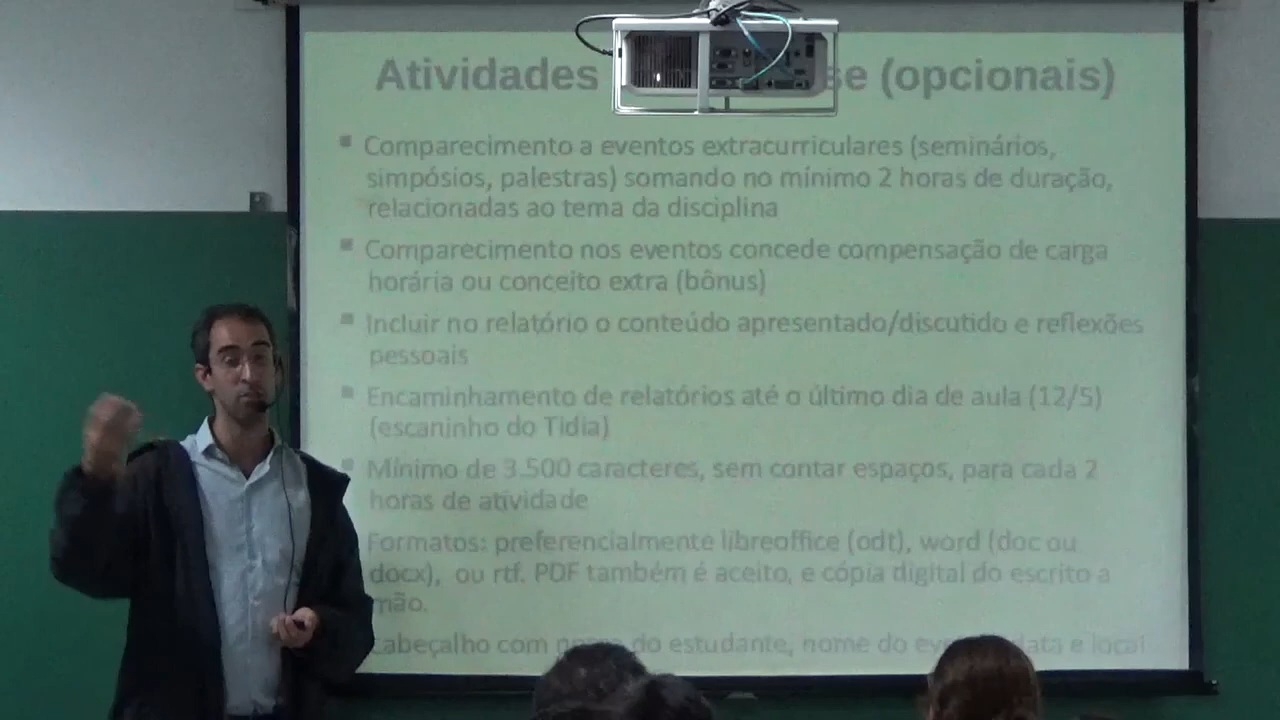 Atividades se (opcionais)
Comparecimento a eventos extracurriculares (seminários,
simpósios, palestras) somando no mínimo 2 horas de duração,
relacionadas ao tema da disciplina
Comparecimento nos eventos concede compensação de carga
horária ou conceito extra (bônus)
Incluir no relatório o conteúdo apresentado/discutido e reflexões
pessoais
Encaminhamento de relatórios até o último dia de aula (12/5)
(escaninho do Tidia)
Mínimo de 3.500 caracteres, sem contar espaços, para cada 2
horas de atividade
Formatos: preferencialmente libreoffice (odt), word (doc ou
docx), ou rtf. PDF também é aceito, e cópia digital do escrito a
mão.
Cabeçalho com nome do estudante, nome do evento, data e local